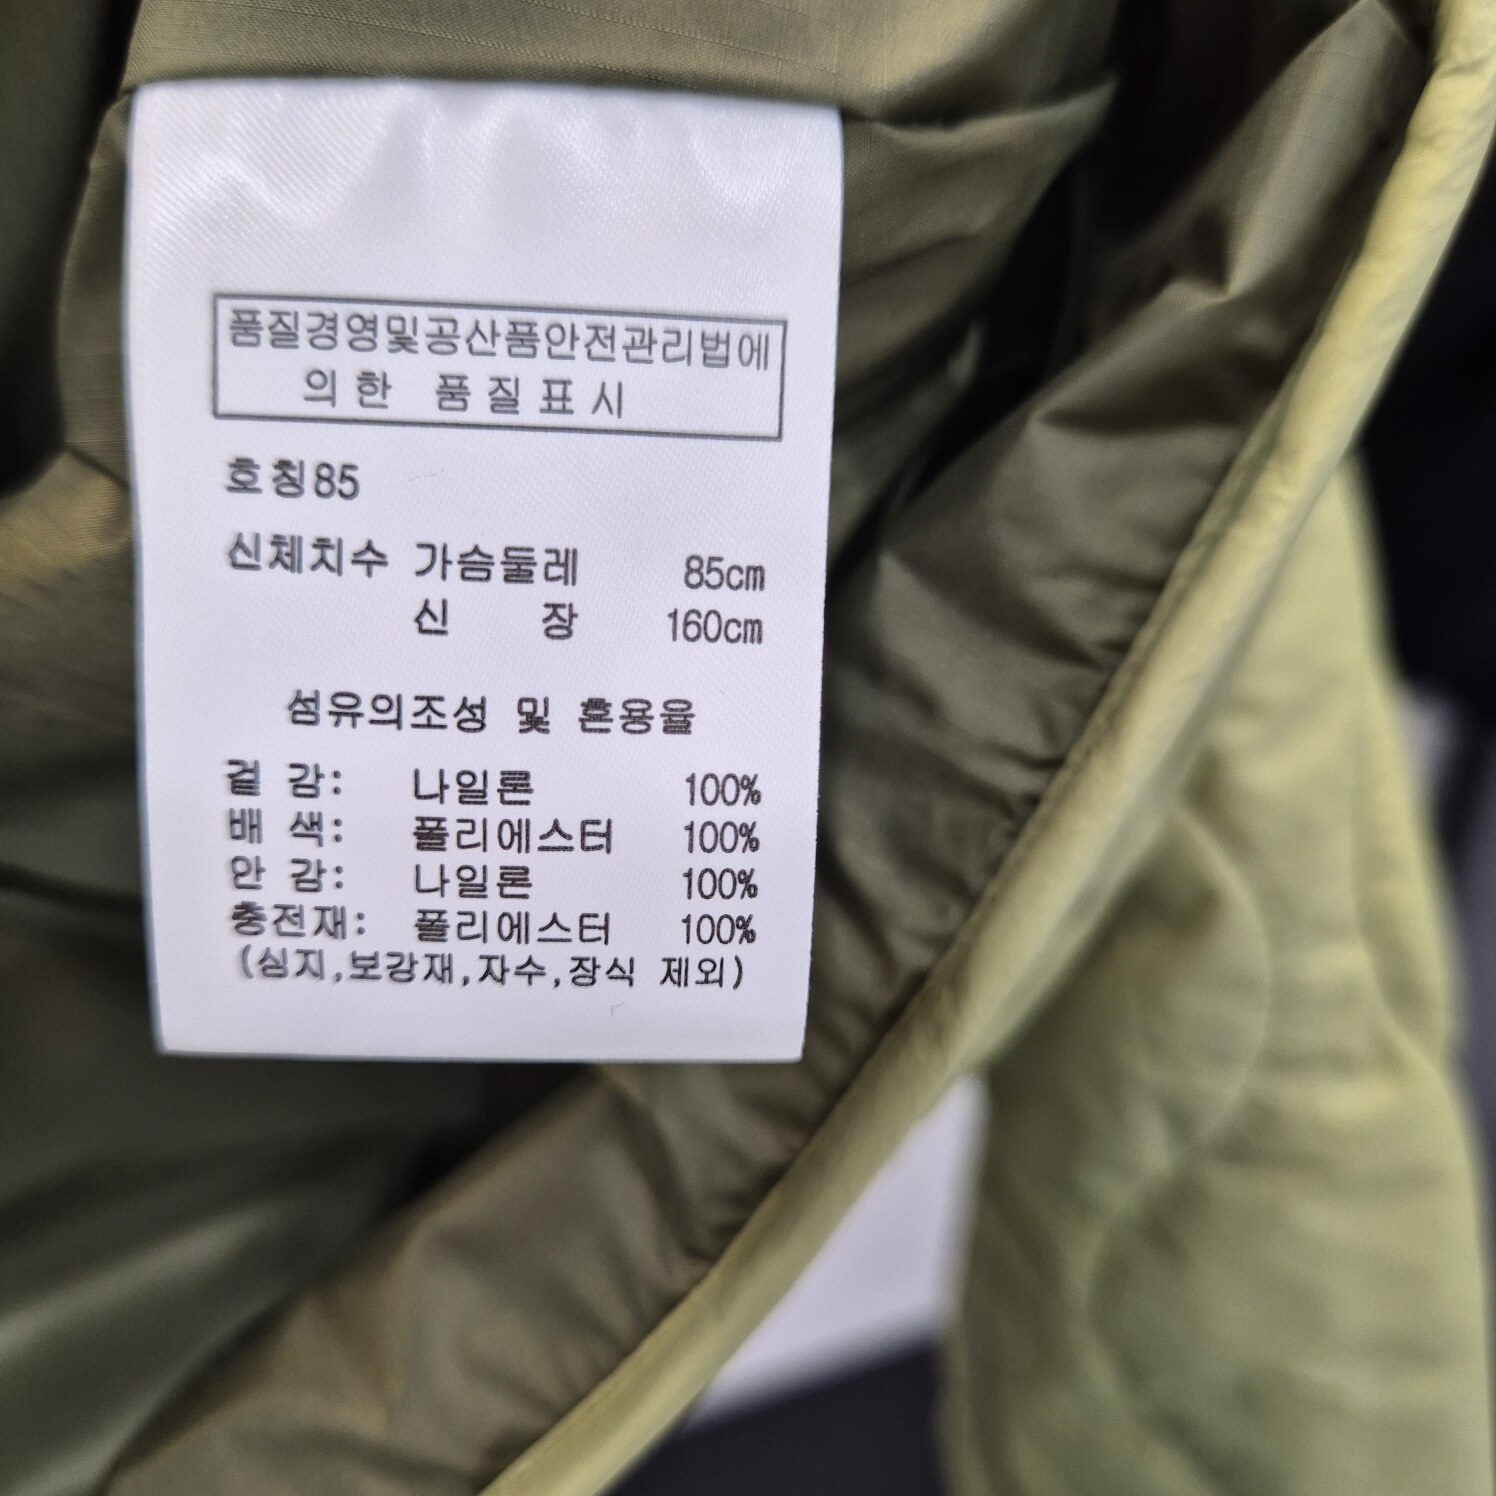 품질경영및공산품안전관리법에
의한 품질표시
호칭85
신체치수 가슴둘레 85cm
신 장 160cm
섬유의조성 및 혼용율
겉 감: 나일론 100%
배 색: 폴리에스터 100%
안 감: 나일론 100%
충전재: 폴리에스터 100%
(심지,보강재,자수,장식 제외)